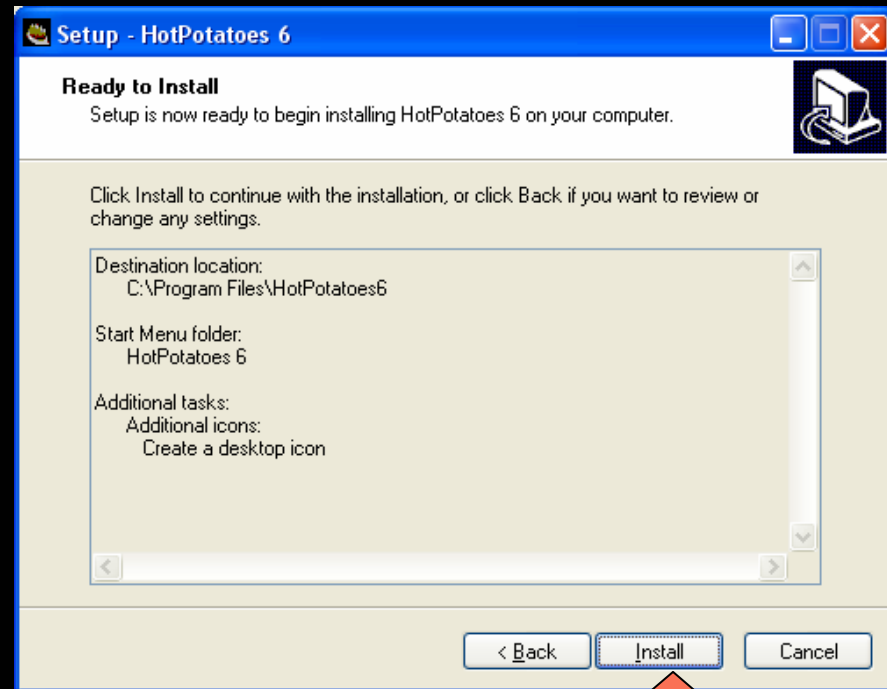 Setup - HotPotatoes 6
Ready to Install
Setup is now ready to begin installing HotPotatoes 6 on your computer.
Click Install to continue with the installation, or click Back if you want to review or
change any settings.
Destination location:
C:\Program Files\HotPotatoes6
Start Menu folder:
HotPotatoes 6
Additional tasks:
Additional icons:
Create a desktop icon
< Back
Install
Cancel